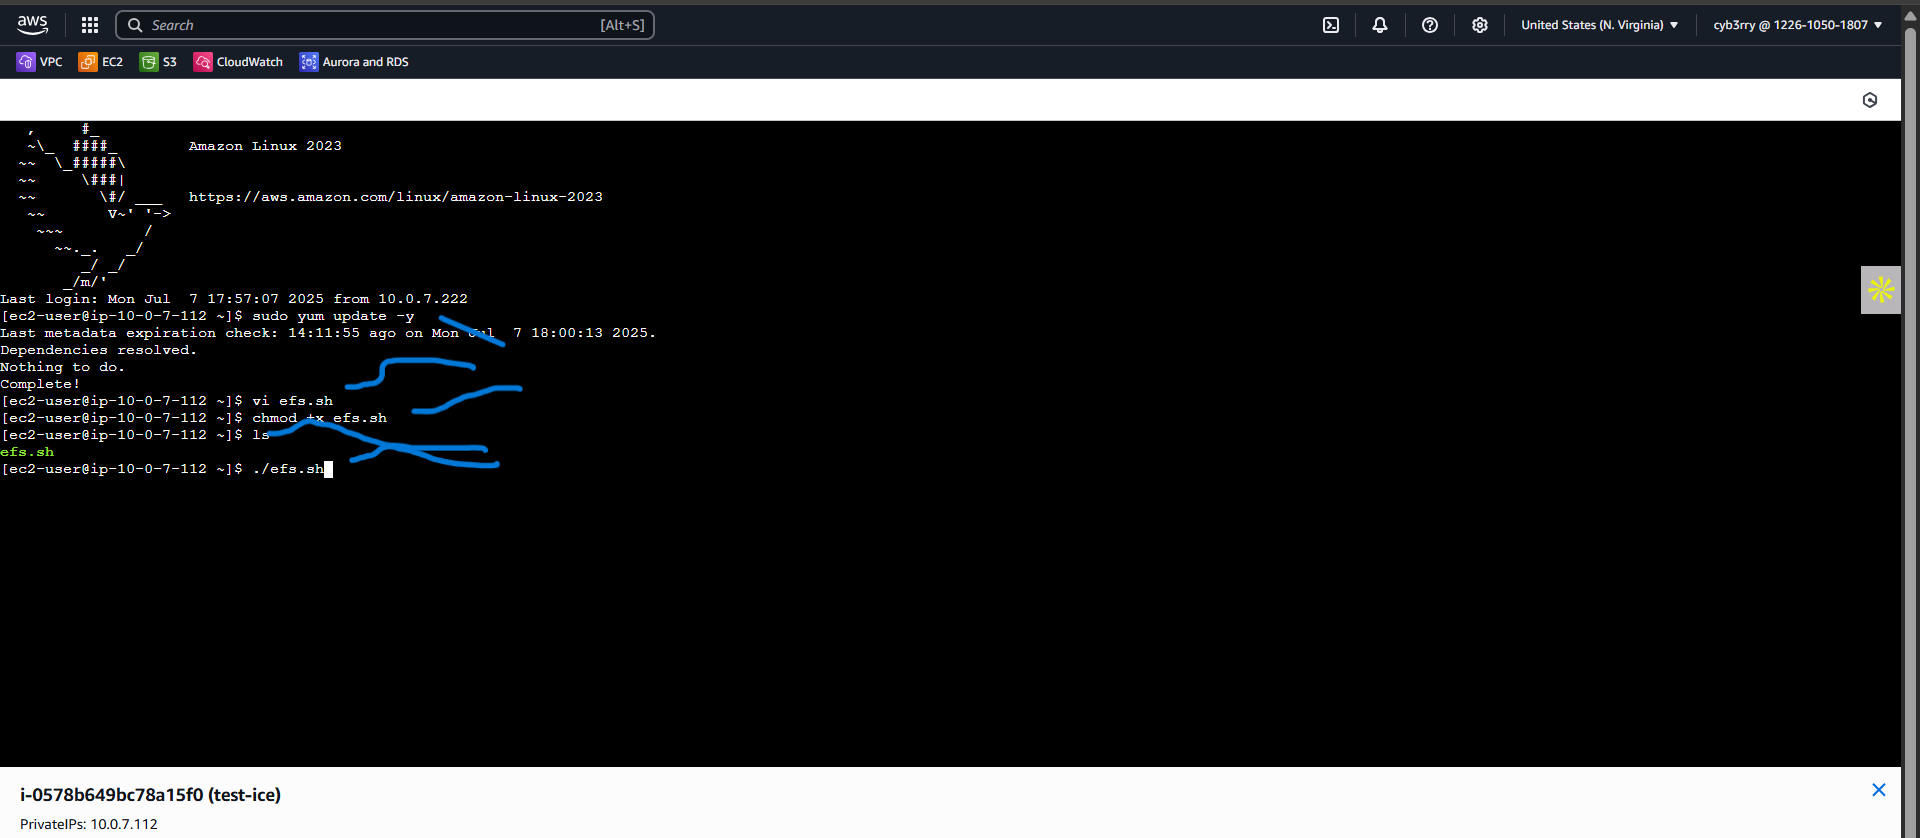 aws
Search [Alt+S]
United States (N. Virginia)
cyb3rry @ 1226-1050-1807
VPC EC2 S3 CloudWatch Aurora and RDS
,     #_
~\_  ####_        Amazon Linux 2023
~~  \_#####\
~~     \###|
~~       \#/ ___   https://aws.amazon.com/linux/amazon-linux-2023
~~       V~' '->
~~~         /
~~._.   _/
_/ _/
_/m/'
Last login: Mon Jul  7 17:57:07 2025 from 10.0.7.222
[ec2-user@ip-10-0-7-112 ~]$ sudo yum update -y
Last metadata expiration check: 14:11:55 ago on Mon Jul  7 18:00:13 2025.
Dependencies resolved.
Nothing to do.
Complete!
[ec2-user@ip-10-0-7-112 ~]$ vi efs.sh
[ec2-user@ip-10-0-7-112 ~]$ chmod +x efs.sh
[ec2-user@ip-10-0-7-112 ~]$ ls
efs.sh
[ec2-user@ip-10-0-7-112 ~]$ ./efs.sh
i-0578b649bc78a15f0 (test-ice)
PrivateIPs: 10.0.7.112